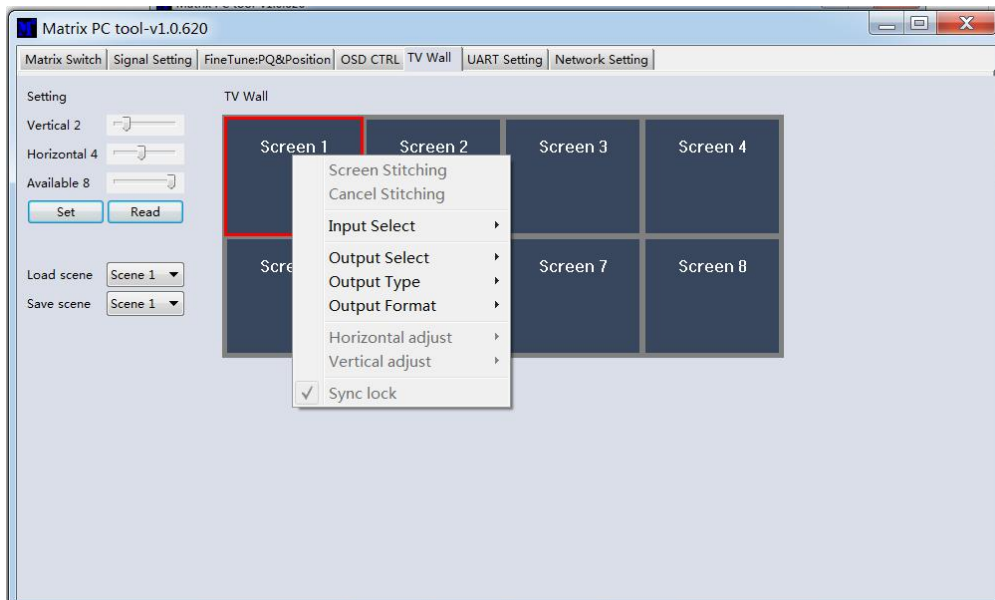 Matrix PC tool-v1.0.620
Matrix Switch Signal Setting FineTune:PQ&Position OSD CTRL TV Wall UART Setting Network Setting
Setting
TV Wall
Vertical 2
Horizontal 4
Available 8
Set Read
Load scene Scene 1
Save scene Scene 1
Screen 1 Screen 2 Screen 3 Screen 4
Scre Screen 7 Screen 8
Screen Stitching
Cancel Stitching
Input Select
Output Select
Output Type
Output Format
Horizontal adjust
Vertical adjust
Sync lock